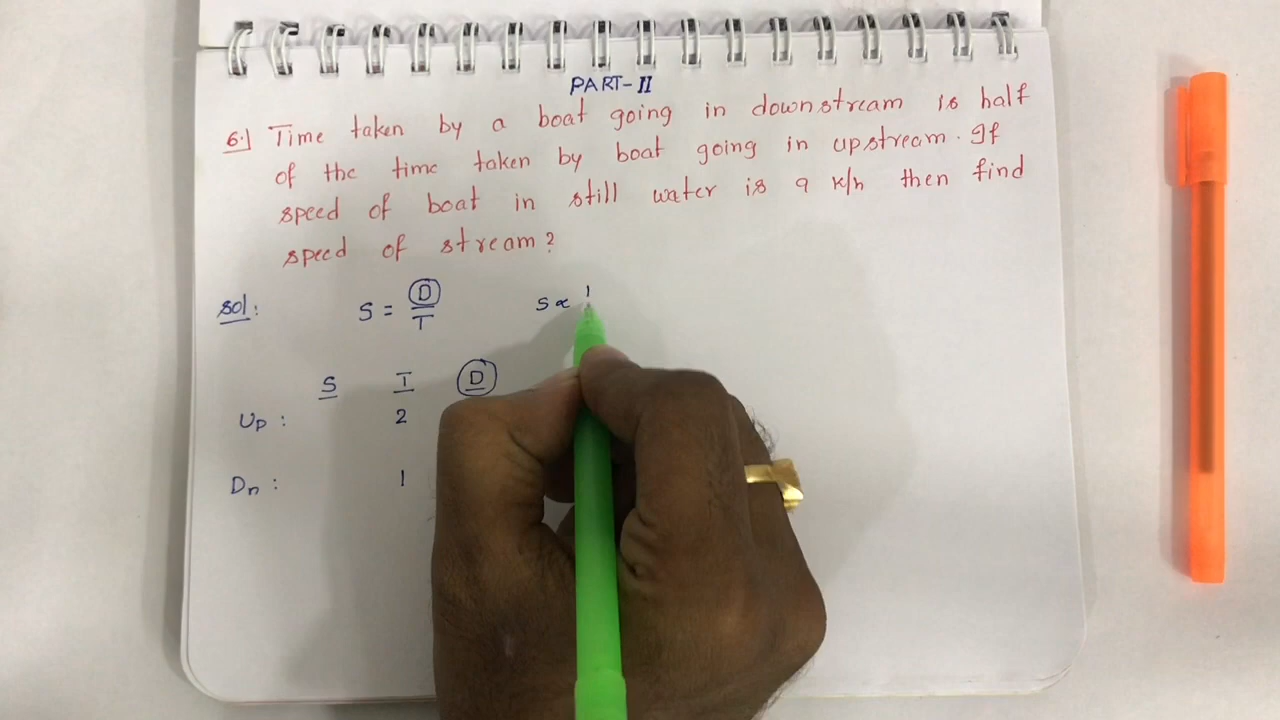 PART-II
6.) Time taken by a boat going in downstream is half
of the time taken by boat going in upstream. If
speed of boat in still water is 9 k/h then find
speed of stream?
sol: S = D/T S ∝ 1
S T D
Up: 2
Dn: 1